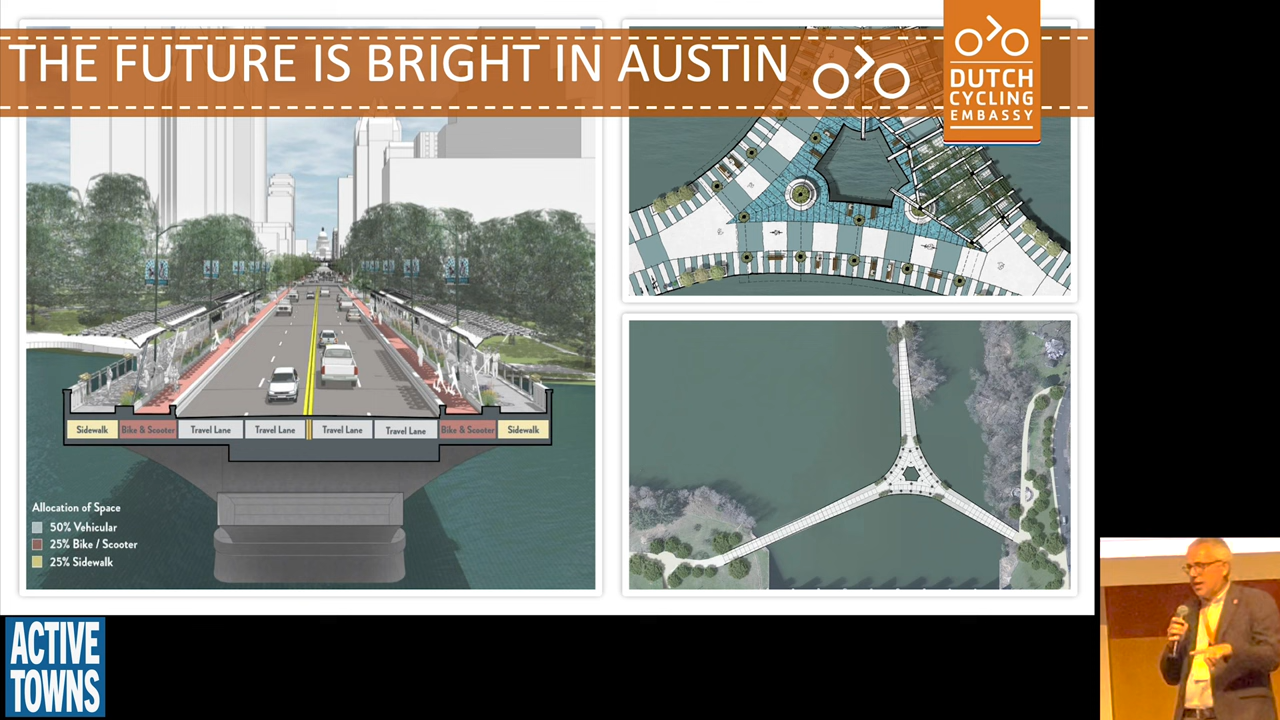 THE FUTURE IS BRIGHT IN AUSTIN
DUTCH
CYCLING
EMBASSY
Sidewalk
Bike & Scooter
Travel Lane
Travel Lane
Travel Lane
Travel Lane
Bike & Scooter
Sidewalk
Allocation of Space
50% Vehicular
25% Bike / Scooter
25% Sidewalk
ACTIVE
TOWNS